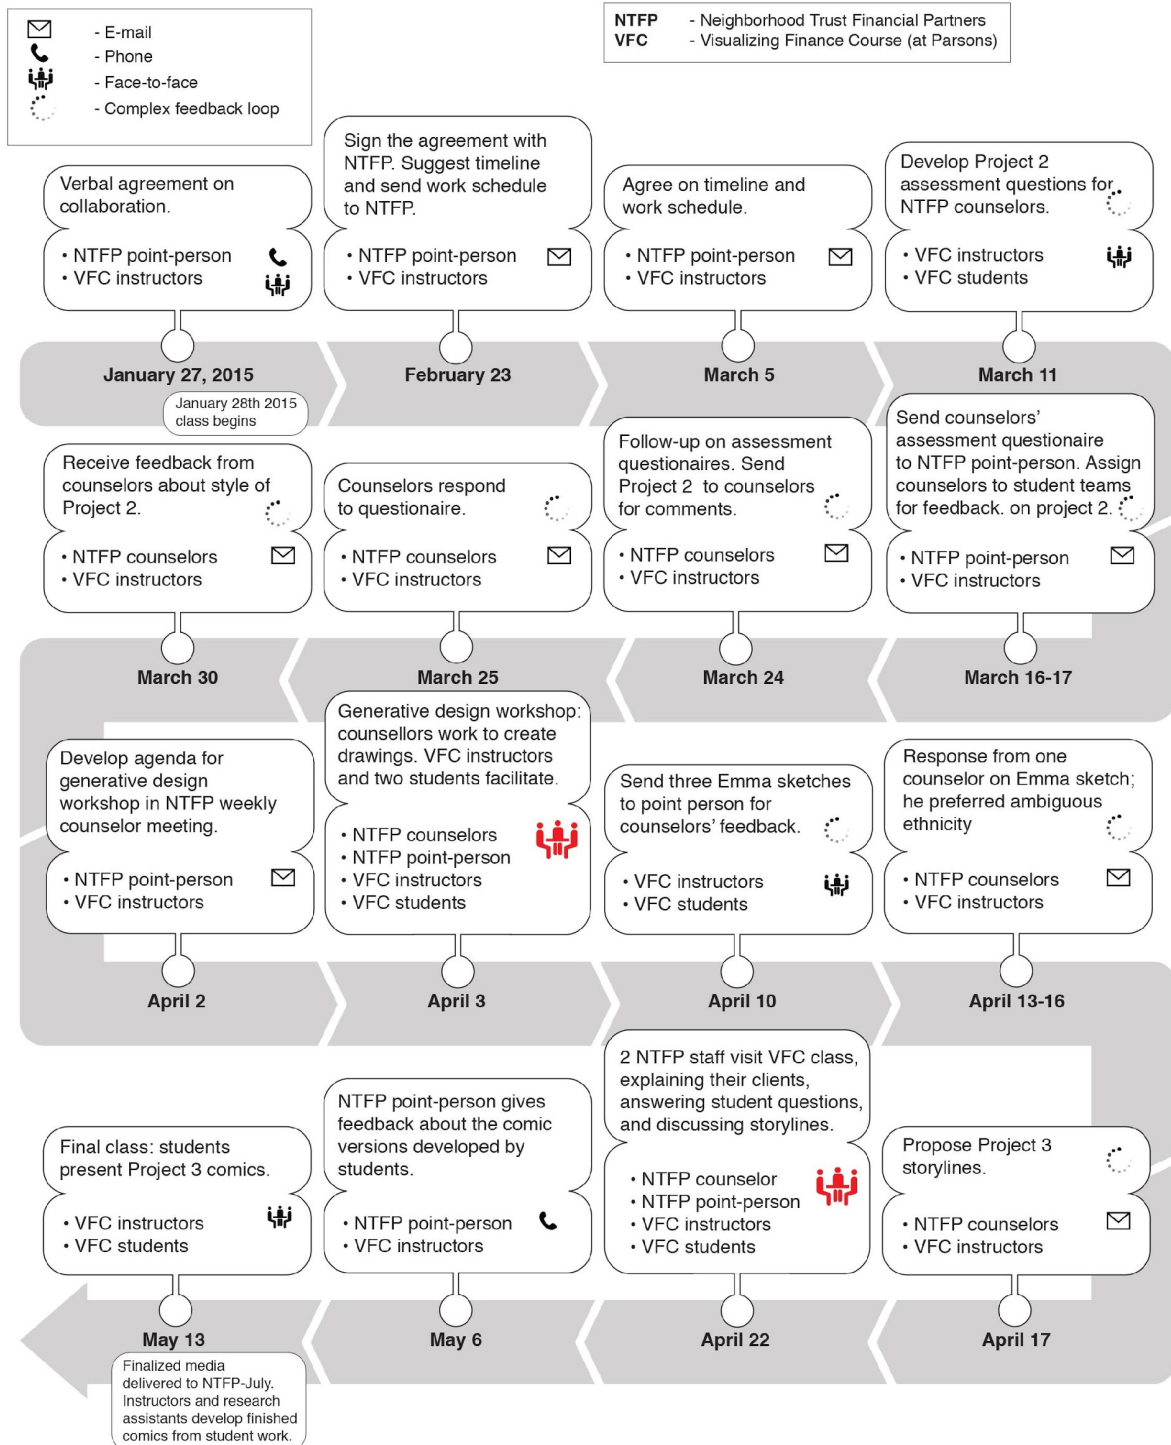 - E-mail
- Phone
- Face-to-face
- Complex feedback loop
NTFP - Neighborhood Trust Financial Partners
VFC - Visualizing Finance Course (at Parsons)
Verbal agreement on
collaboration.
• NTFP point-person
• VFC instructors
January 27, 2015
January 28th 2015
class begins
Sign the agreement with
NTFP. Suggest timeline
and send work schedule
to NTFP.
• NTFP point-person
• VFC instructors
February 23
Agree on timeline and
work schedule.
• NTFP point-person
• VFC instructors
March 5
Develop Project 2
assessment questions for
NTFP counselors.
• VFC instructors
• VFC students
March 11
Send counselors'
assessment questionaire
to NTFP point-person. Assign
counselors to student teams
for feedback. on project 2.
• NTFP point-person
• VFC instructors
March 16-17
Follow-up on assessment
questionaires. Send
Project 2 to counselors
for comments.
• NTFP counselors
• VFC instructors
March 24
Counselors respond
to questionaire.
• NTFP counselors
• VFC instructors
March 25
Receive feedback from
counselors about style of
Project 2.
• NTFP counselors
• VFC instructors
March 30
Develop agenda for
generative design
workshop in NTFP weekly
counselor meeting.
• NTFP point-person
• VFC instructors
April 2
Generative design workshop:
counsellors work to create
drawings. VFC instructors
and two students facilitate.
• NTFP counselors
• NTFP point-person
• VFC instructors
• VFC students
April 3
Send three Emma sketches
to point person for
counselors' feedback.
• VFC instructors
• VFC students
April 10
Response from one
counselor on Emma sketch;
he preferred ambiguous
ethnicity
• NTFP counselors
• VFC instructors
April 13-16
Propose Project 3
storylines.
• NTFP counselors
• VFC instructors
April 17
2 NTFP staff visit VFC class,
explaining their clients,
answering student questions,
and discussing storylines.
• NTFP counselor
• NTFP point-person
• VFC instructors
• VFC students
April 22
NTFP point-person gives
feedback about the comic
versions developed by
students.
• NTFP point-person
• VFC instructors
May 6
Final class: students
present Project 3 comics.
• VFC instructors
• VFC students
May 13
Finalized media
delivered to NTFP-July.
Instructors and research
assistants develop finished
comics from student work.